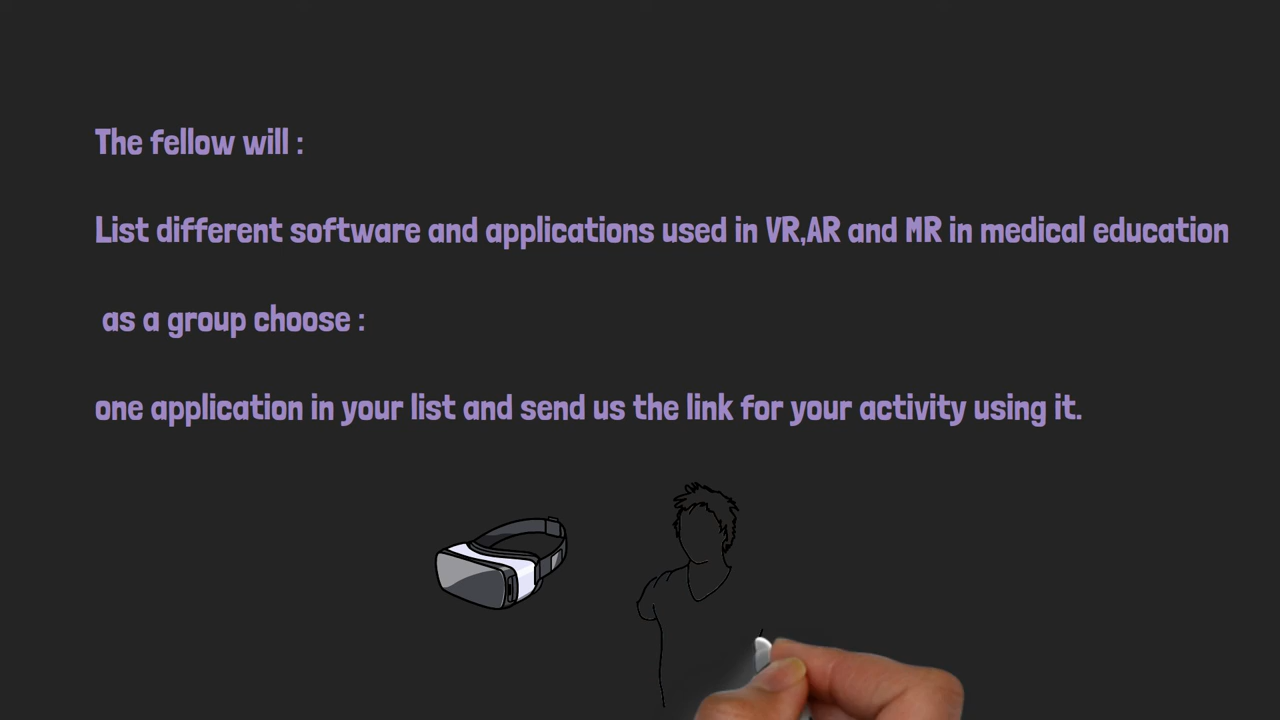 The fellow will :
List different software and applications used in VR,AR and MR in medical education
as a group choose :
one application in your list and send us the link for your activity using it.